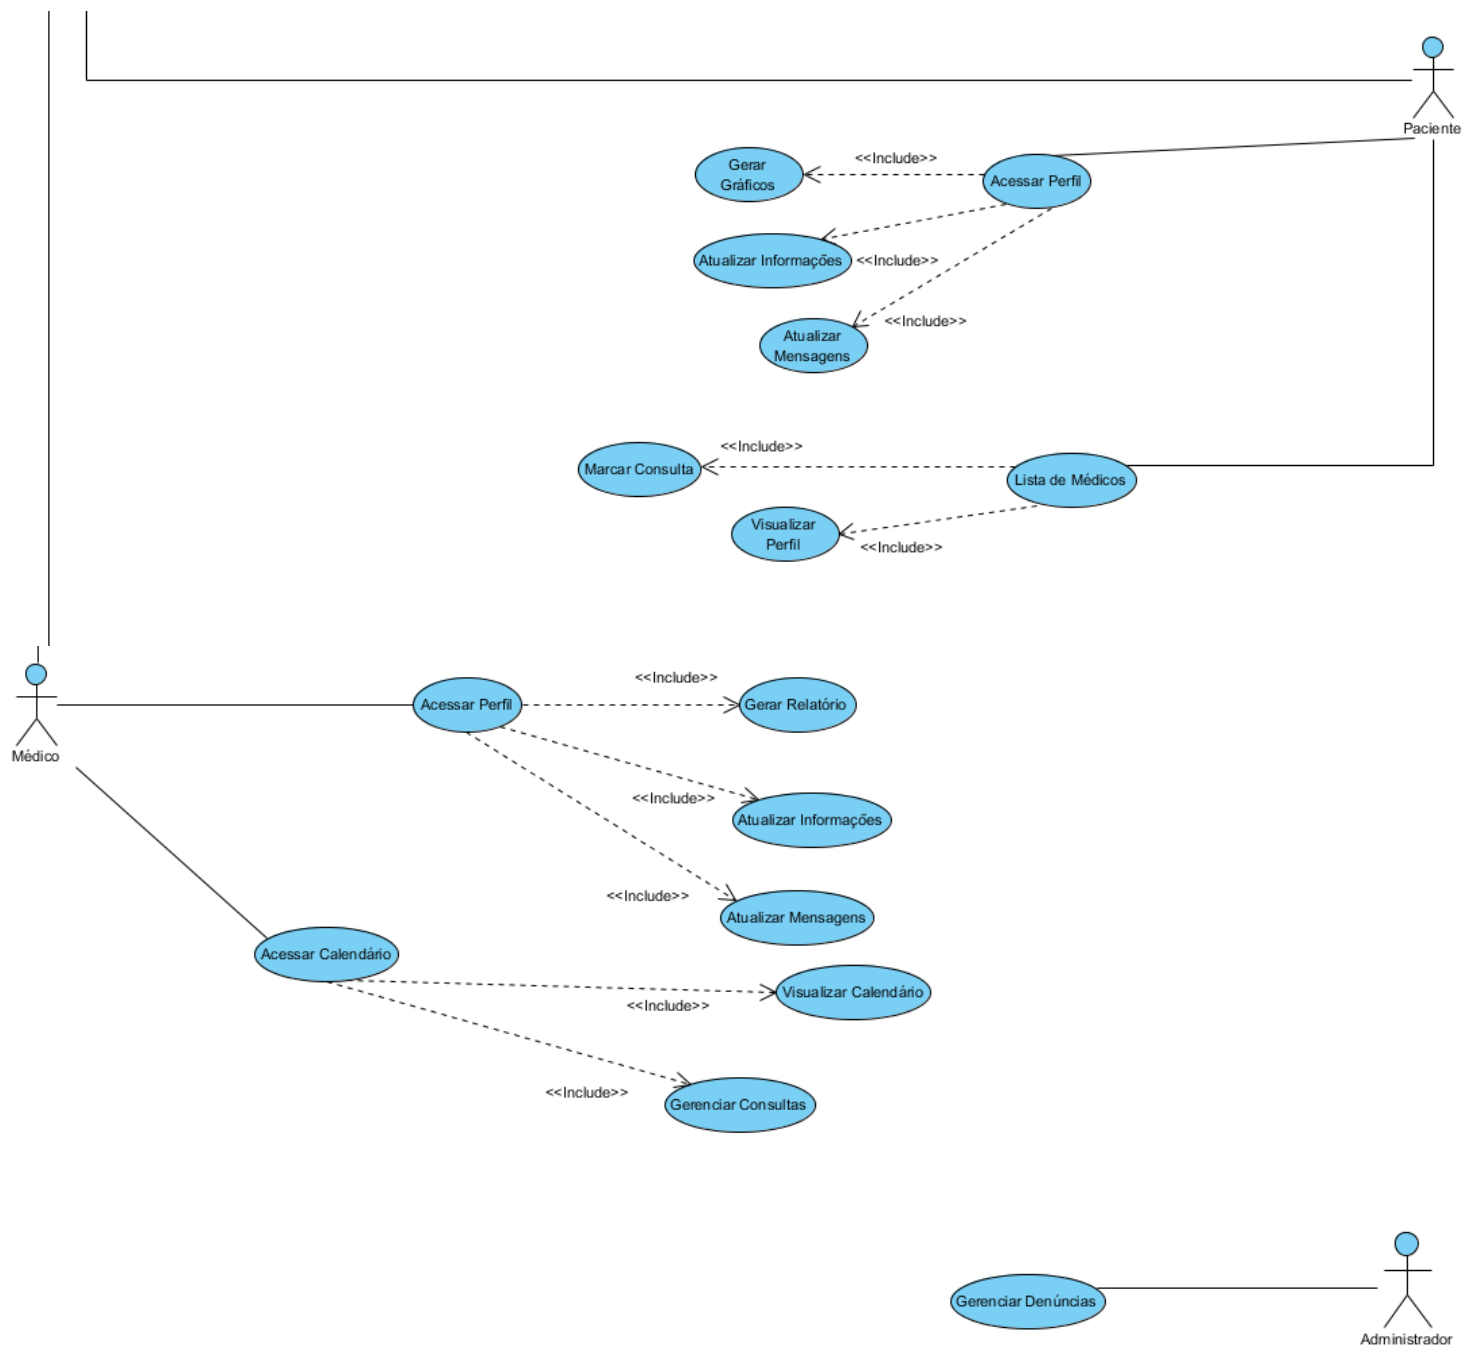 Paciente
<<Include>>
Gerar
Gráficos
Acessar Perfil
Atualizar Informações
<<Include>>
<<Include>>
Atualizar
Mensagens
<<Include>>
Marcar Consulta
Lista de Médicos
Visualizar
Perfil
<<Include>>
<<Include>>
Acessar Perfil
Gerar Relatório
Médico
<<Include>>
Atualizar Informações
<<Include>>
Atualizar Mensagens
Acessar Calendário
Visualizar Calendário
<<Include>>
<<Include>>
Gerenciar Consultas
Gerenciar Denúncias
Administrador